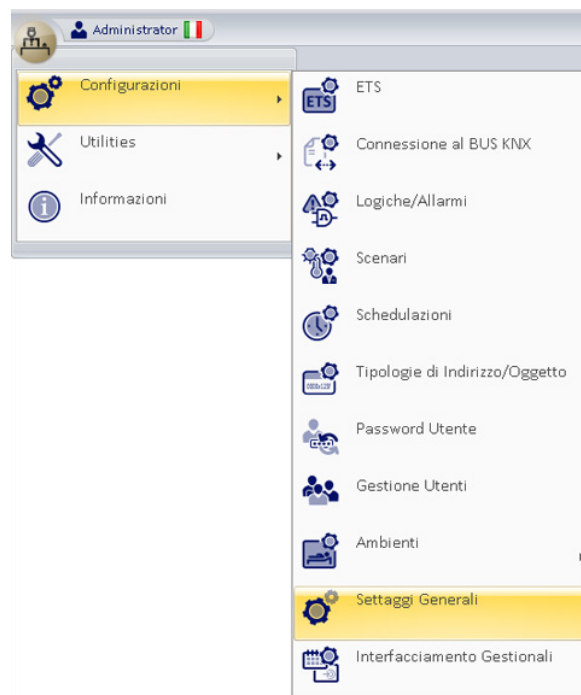 Administrator
Configurazioni
Utilities
Informazioni
ETS
ETS
Connessione al BUS KNX
Logiche/Allarmi
Scenari
Schedulazioni
Tipologie di Indirizzo/Oggetto
Password Utente
Gestione Utenti
Ambienti
Settaggi Generali
Interfacciamento Gestionali